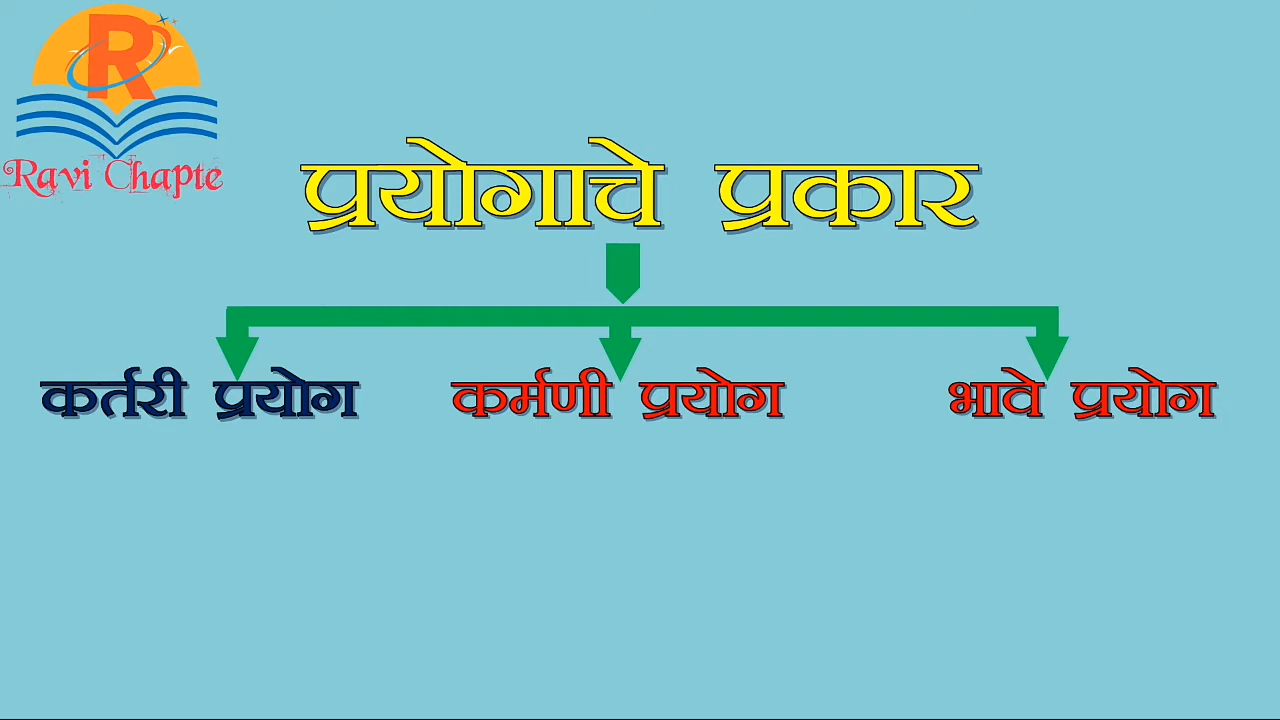 Ravi Chapte
प्रयोगाचे प्रकार
कर्तरी प्रयोग कर्मणी प्रयोग भावे प्रयोग